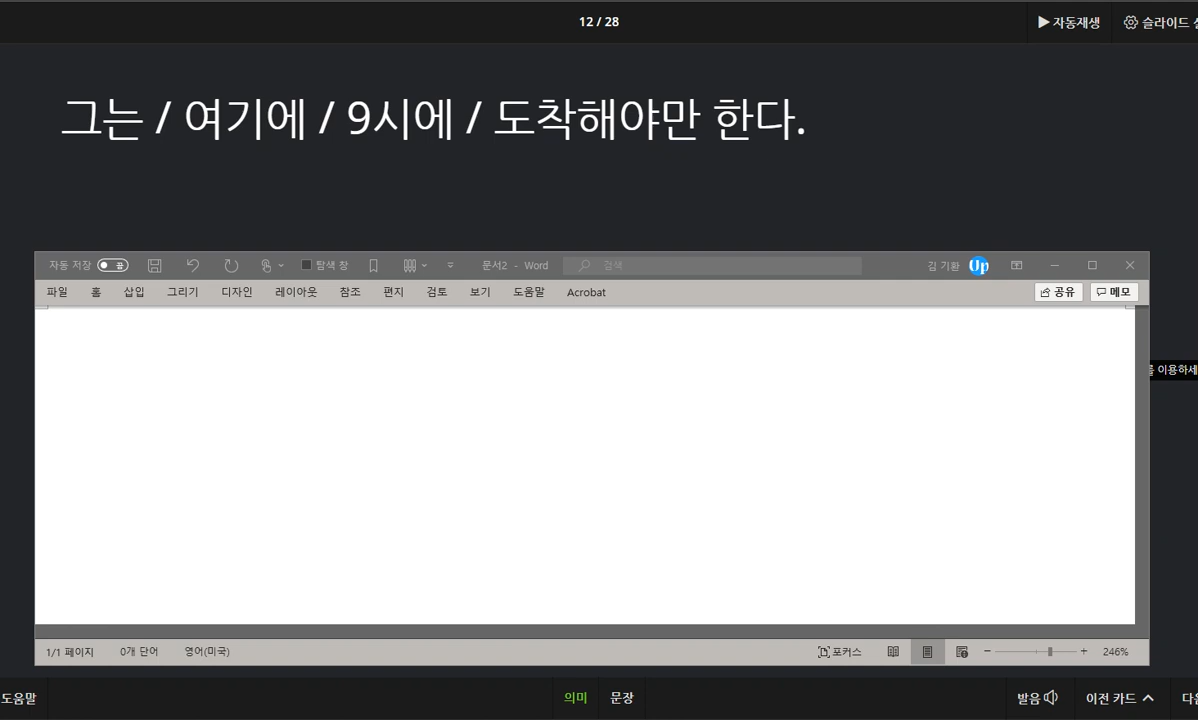 12 / 28
▶ 자동재생
슬라이드
그는 / 여기에 / 9시에 / 도착해야만 한다.
자동 저장 끔 탐색 창 문서2 - Word 검색 김 기환 Up
파일 홈 삽입 그리기 디자인 레이아웃 참조 편지 검토 보기 도움말 Acrobat 공유 메모
를 이용하세
1/1 페이지 0개 단어 영어(미국) 포커스 - + 246%
도움말 의미 문장 발음 이전 카드